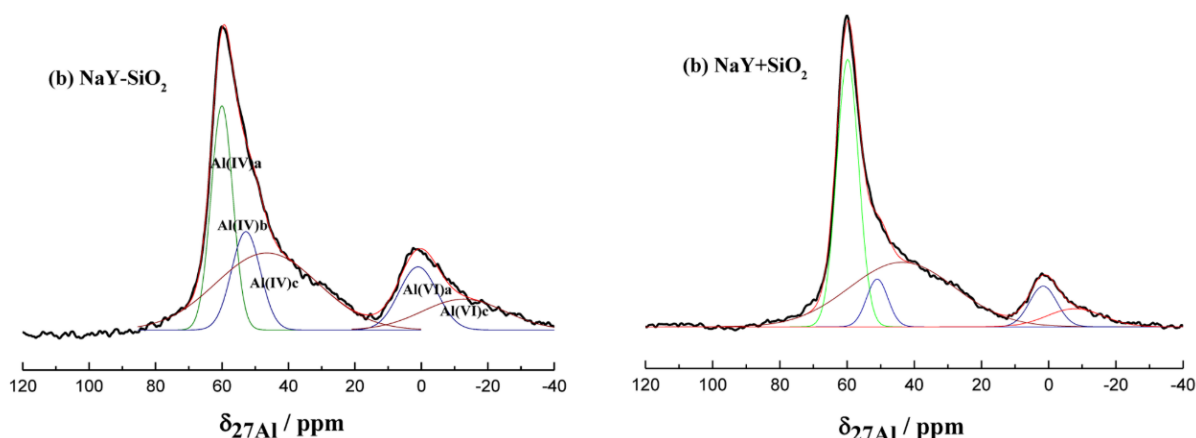 (b) NaY-SiO₂
Al(IV)a
Al(IV)b
Al(IV)c
Al(VI)a
Al(VI)c
120 100 80 60 40 20 0 -20 -40
δ27Al / ppm
(b) NaY+SiO₂
120 100 80 60 40 20 0 -20 -40
δ27Al / ppm